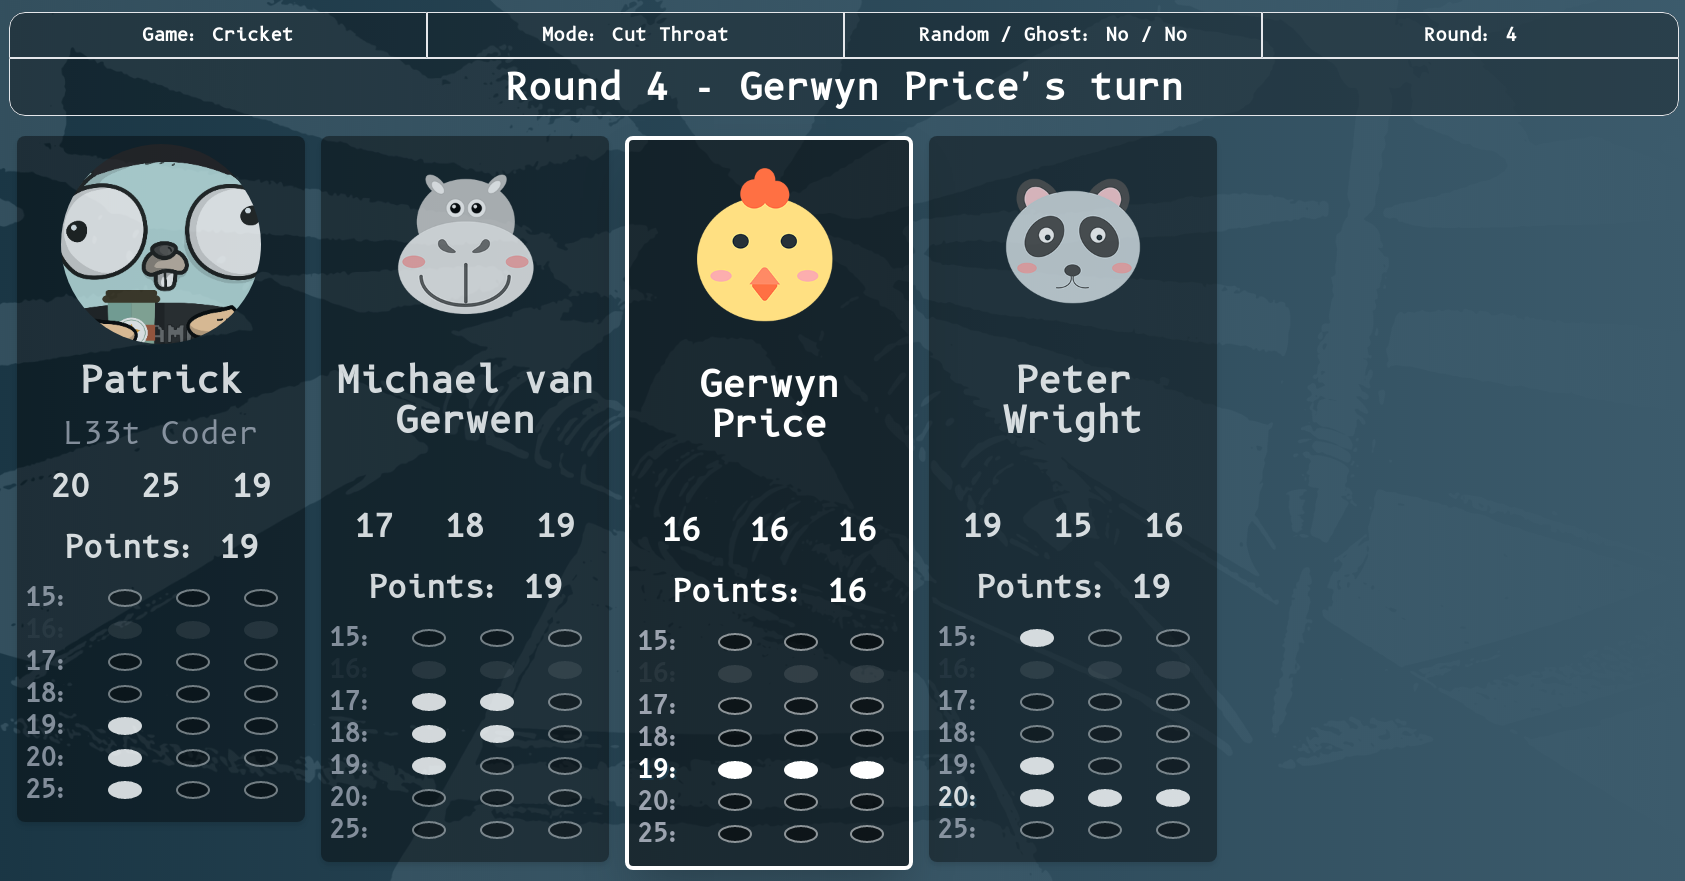 Game: Cricket
Mode: Cut Throat
Random / Ghost: No / No
Round: 4
Round 4 - Gerwyn Price's turn
Patrick
L33t Coder
20 25 19
Points: 19
15:
16:
17:
18:
19:
20:
25:
Michael van
Gerwen
17 18 19
Points: 19
15:
16:
17:
18:
19:
20:
25:
Gerwyn
Price
16 16 16
Points: 16
15:
16:
17:
18:
19:
20:
25:
Peter
Wright
19 15 16
Points: 19
15:
16:
17:
18:
19:
20:
25: